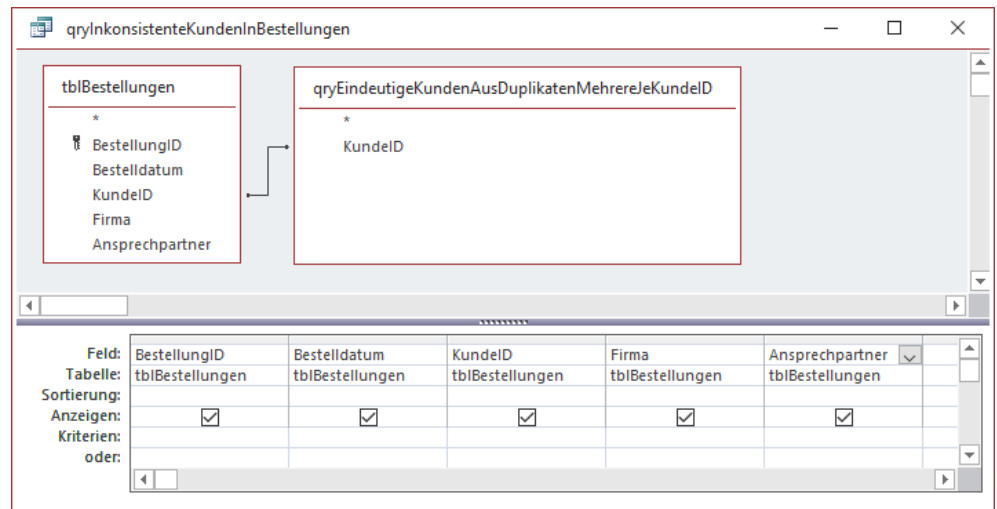 qryInkonsistenteKundenInBestellungen
tblBestellungen
*
BestellungID
Bestelldatum
KundeID
Firma
Ansprechpartner
qryEindeutigeKundenAusDuplikatenMehrereJeKundeID
*
KundeID
Feld: BestellungID Bestelldatum KundeID Firma Ansprechpartner
Tabelle: tblBestellungen tblBestellungen tblBestellungen tblBestellungen tblBestellungen
Sortierung:
Anzeigen:
Kriterien:
oder: